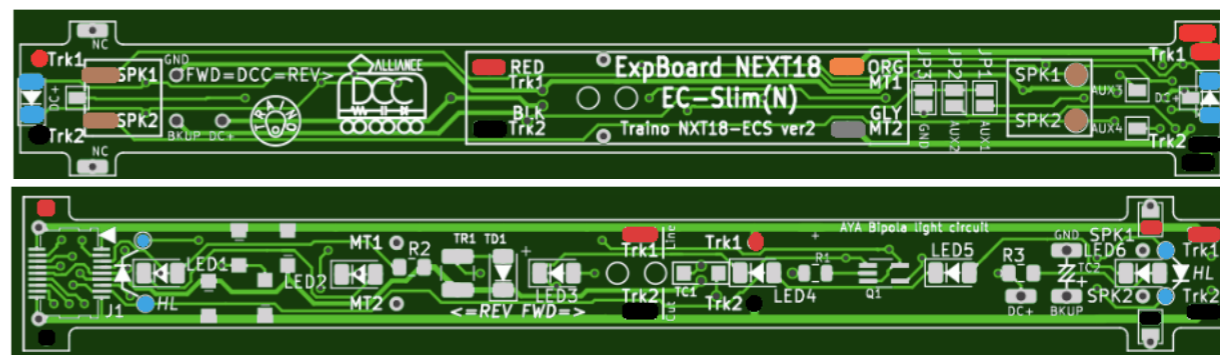 NC
Trk1
GND
SPK1
FWD=DCC=REV>
DC+
SPK2
Trk2
BKUP DC+
NC
TRAINO
ALLIANCE
DCC
RED
Trk1
BLK
Trk2
ExpBoard NEXT18
EC-Slim(N)
Traino NXT18-ECS ver2
ORG
MT1
GLY
MT2
JP3
JP2
JP1
GND
AUX2
AUX1
SPK1
SPK2
AUX3
AUX4
Trk1
Trk2
J1
HL
LED1
LED2
MT1
MT2
R2
TR1 TD1 +
LED3
<=REV FWD=>
Trk1
Trk2
Line
TC1
Trk1
Trk2
LED4
+
R1
AYA Bipola light circuit
Q1
LED5
R3
DC+
GND
TC2
+
BKUP
SPK1
LED6
SPK2
Trk1
HL
Trk2